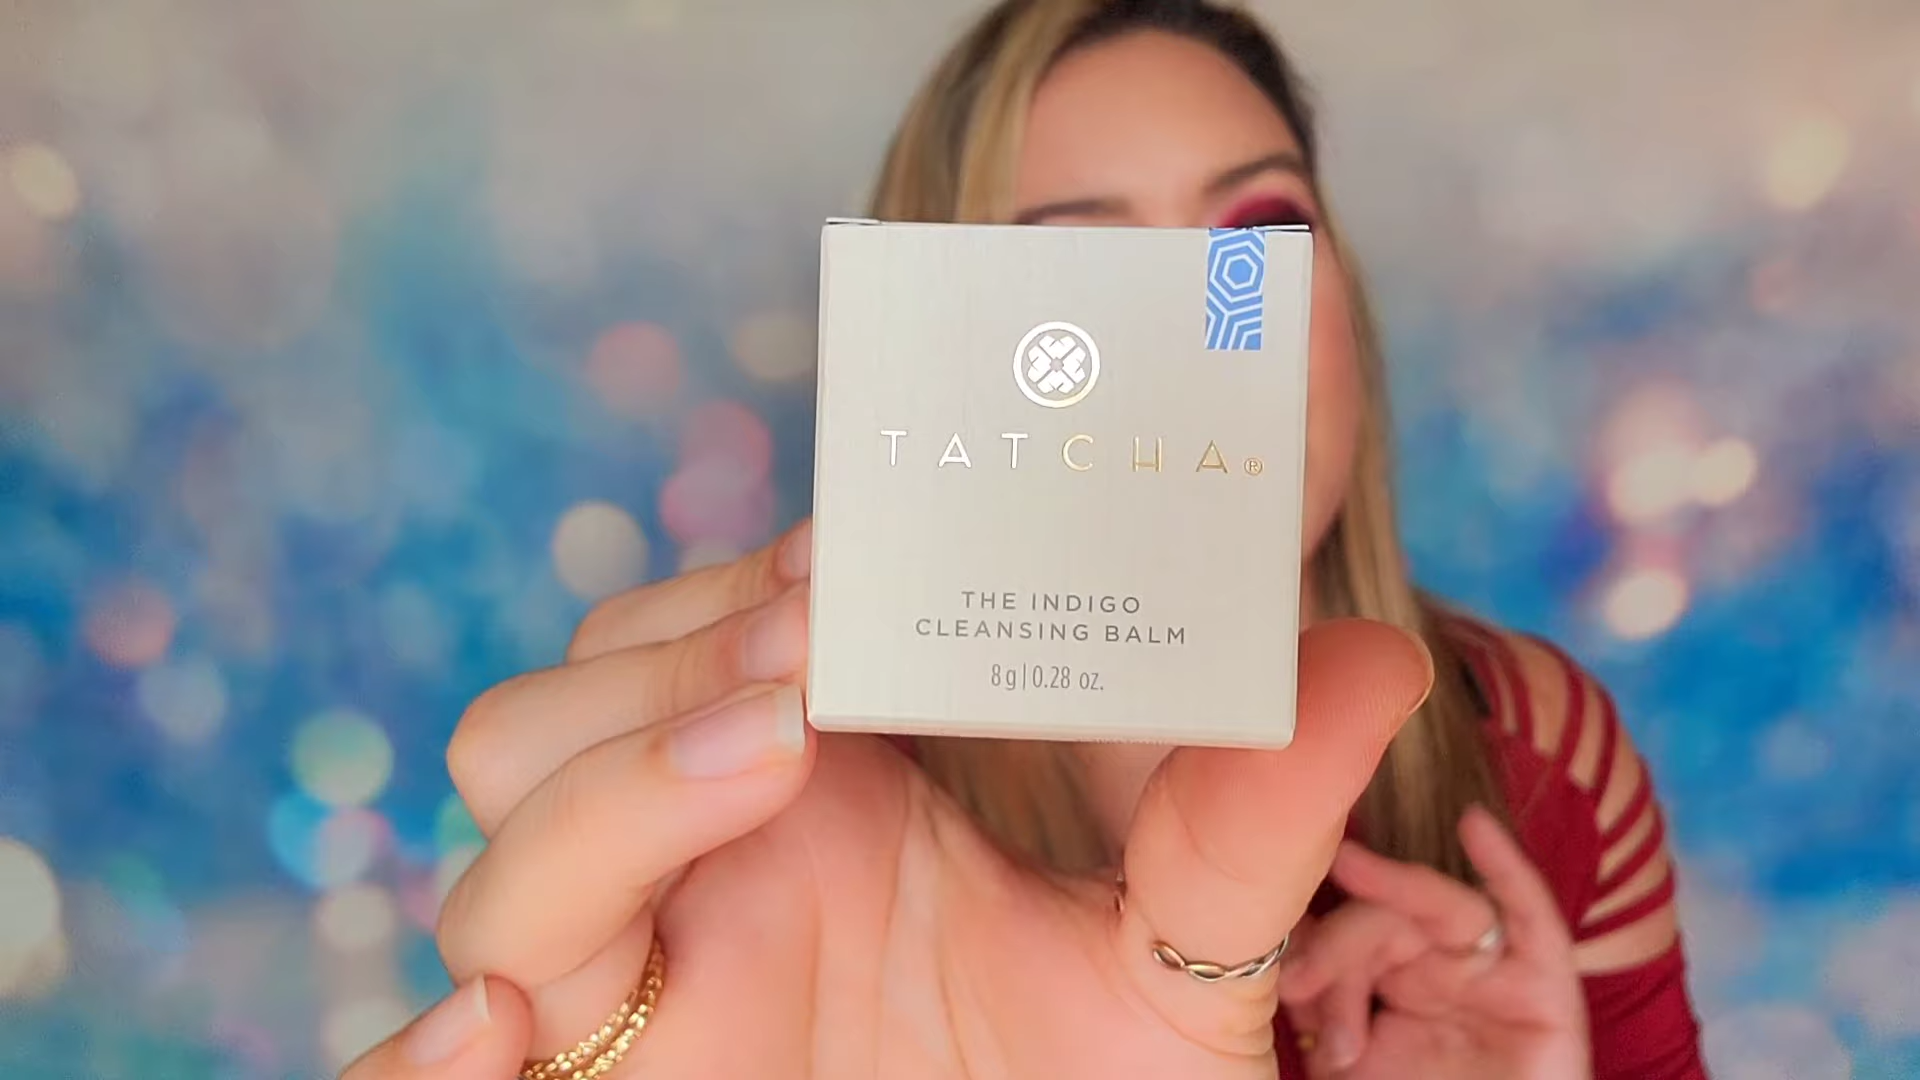 TATCHA®
THE INDIGO
CLEANSING BALM
8g|0.28 oz.